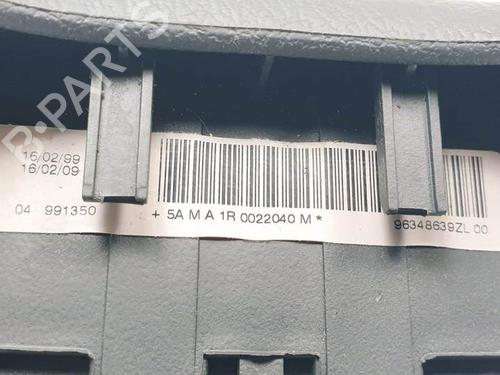 16/02/99
16/02/09
04 991350
+ 5A M A 1R 0022040 M *
96348639ZL 00
B-PARTS